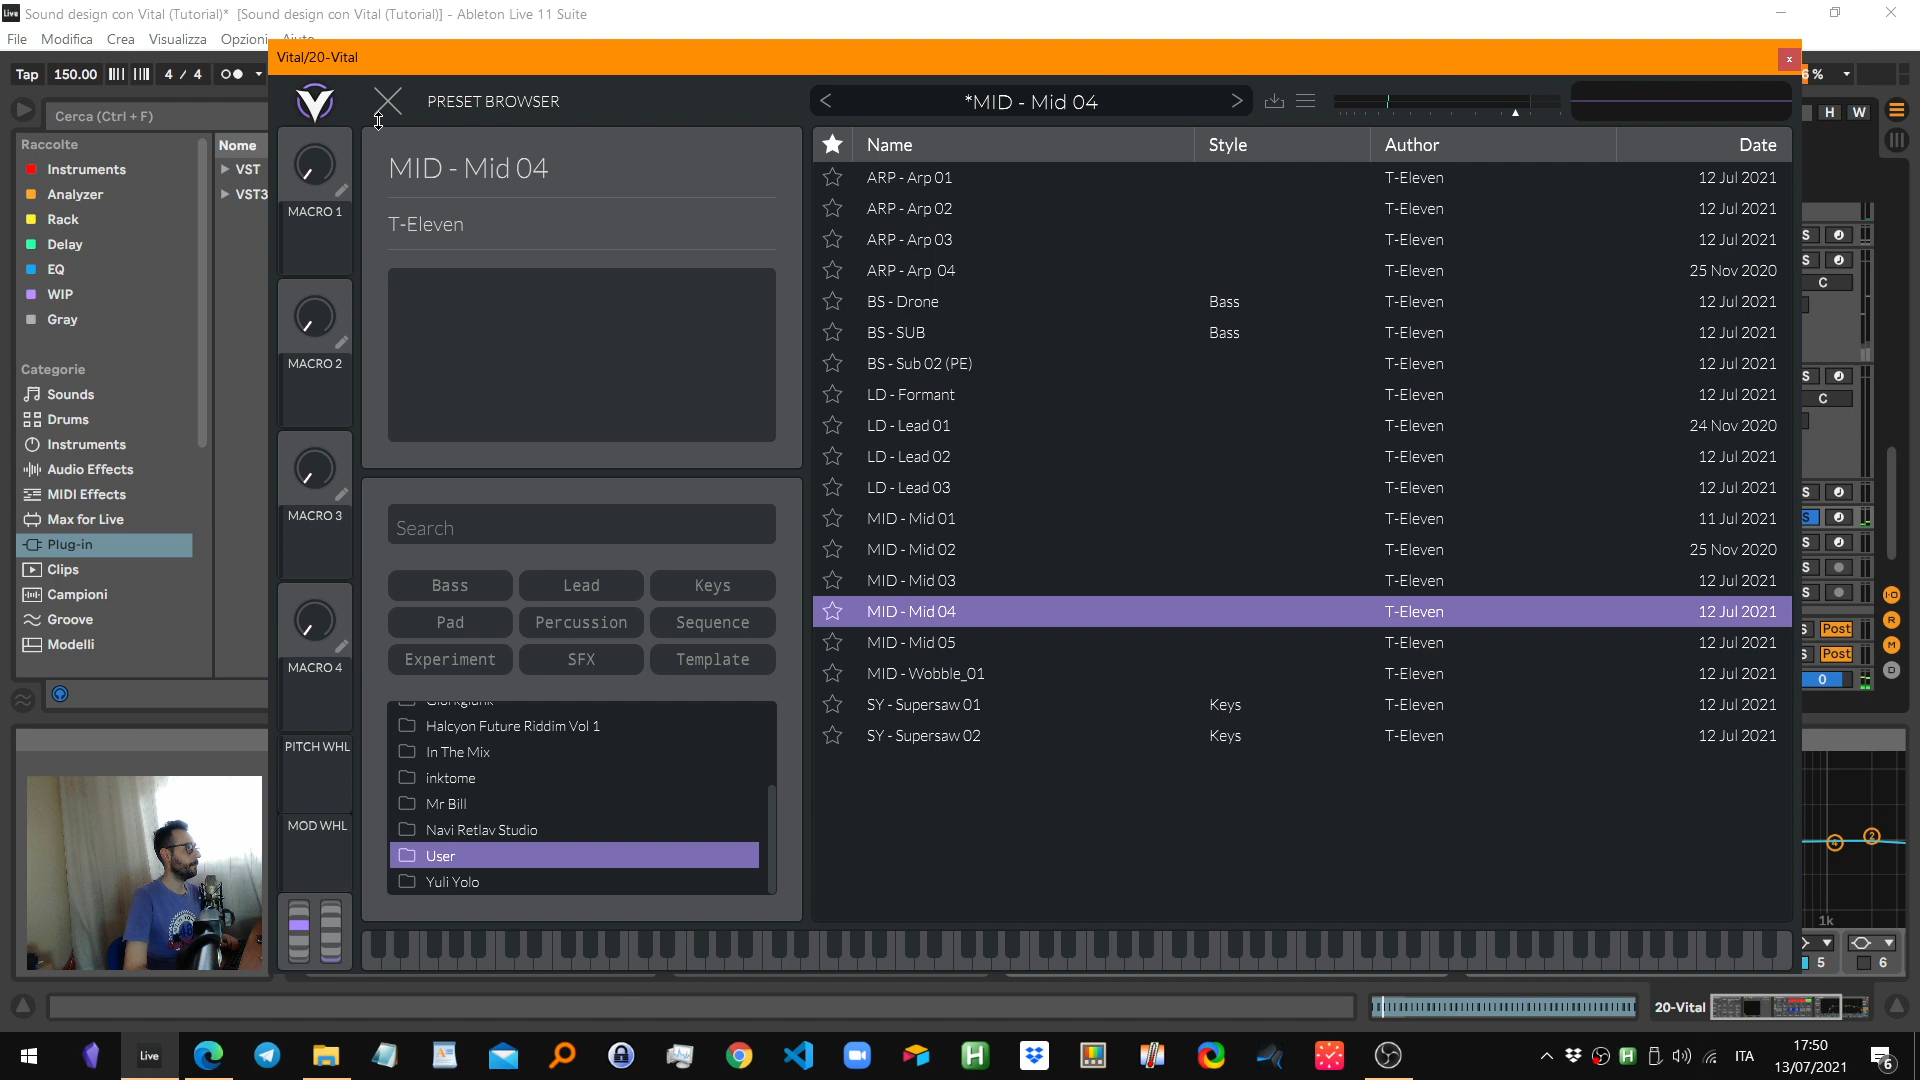 Live Sound design con Vital (Tutorial)* [Sound design con Vital (Tutorial)] - Ableton Live 11 Suite
File Modifica Crea Visualizza Opzioni Aiuto
Vital/20-Vital x
Tap 150.00 4 / 4
6 %
PRESET BROWSER
< *MID - Mid 04 >
H W
Cerca (Ctrl + F)
Raccolte
Instruments
Analyzer
Rack
Delay
EQ
WIP
Gray
Categorie
Sounds
Drums
Instruments
Audio Effects
MIDI Effects
Max for Live
Plug-in
Clips
Campioni
Groove
Modelli
Nome
VST
VST3
MACRO 1
MACRO 2
MACRO 3
MACRO 4
PITCH WHL
MOD WHL
MID - Mid 04
T-Eleven
Search
Bass Lead Keys
Pad Percussion Sequence
Experiment SFX Template
Halcyon Future Riddim Vol 1
In The Mix
inktome
Mr Bill
Navi Retlav Studio
User
Yuli Yolo
Name Style Author Date
ARP - Arp 01 T-Eleven 12 Jul 2021
ARP - Arp 02 T-Eleven 12 Jul 2021
ARP - Arp 03 T-Eleven 12 Jul 2021
ARP - Arp 04 T-Eleven 25 Nov 2020
BS - Drone Bass T-Eleven 12 Jul 2021
BS - SUB Bass T-Eleven 12 Jul 2021
BS - Sub 02 (PE) T-Eleven 12 Jul 2021
LD - Formant T-Eleven 12 Jul 2021
LD - Lead 01 T-Eleven 24 Nov 2020
LD - Lead 02 T-Eleven 12 Jul 2021
LD - Lead 03 T-Eleven 12 Jul 2021
MID - Mid 01 T-Eleven 11 Jul 2021
MID - Mid 02 T-Eleven 25 Nov 2020
MID - Mid 03 T-Eleven 12 Jul 2021
MID - Mid 04 T-Eleven 12 Jul 2021
MID - Mid 05 T-Eleven 12 Jul 2021
MID - Wobble_01 T-Eleven 12 Jul 2021
SY - Supersaw 01 Keys T-Eleven 12 Jul 2021
SY - Supersaw 02 Keys T-Eleven 12 Jul 2021
S
S
C
S
C
S
S
S
S
S
I·O
R
M
D
Post
Post
0
4 2
1k
5 6
20-Vital
Live
ITA
17:50
13/07/2021
6